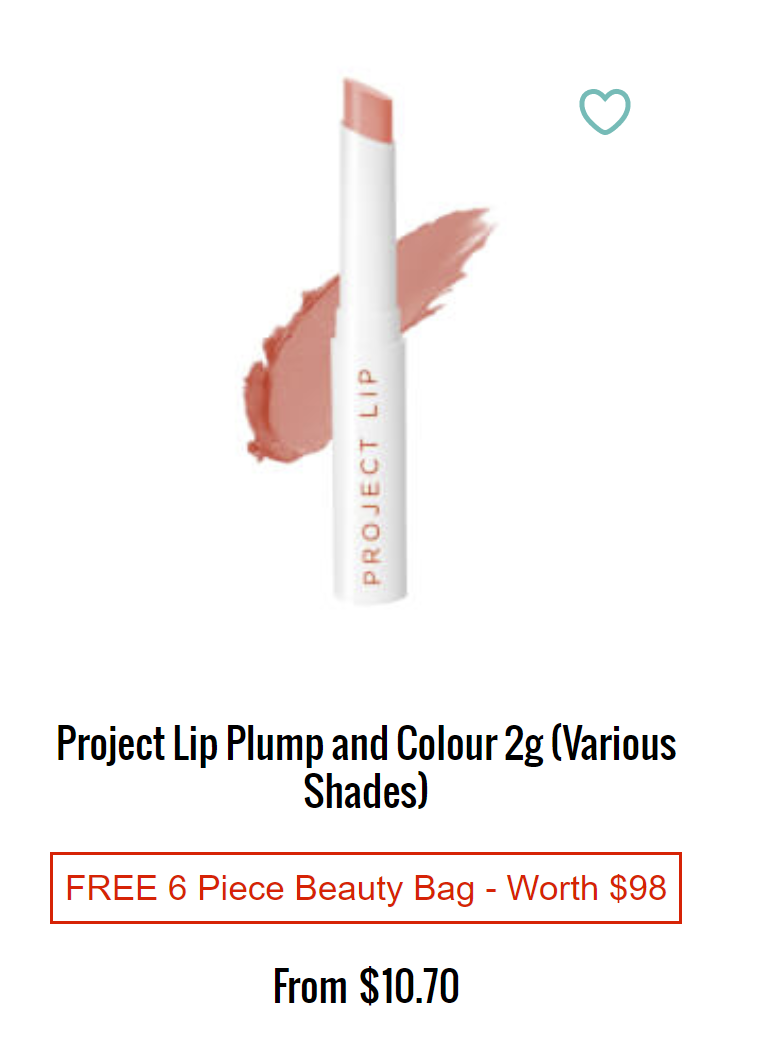 PROJECT LIP
Project Lip Plump and Colour 2g (Various
Shades)
FREE 6 Piece Beauty Bag - Worth $98
From $10.70